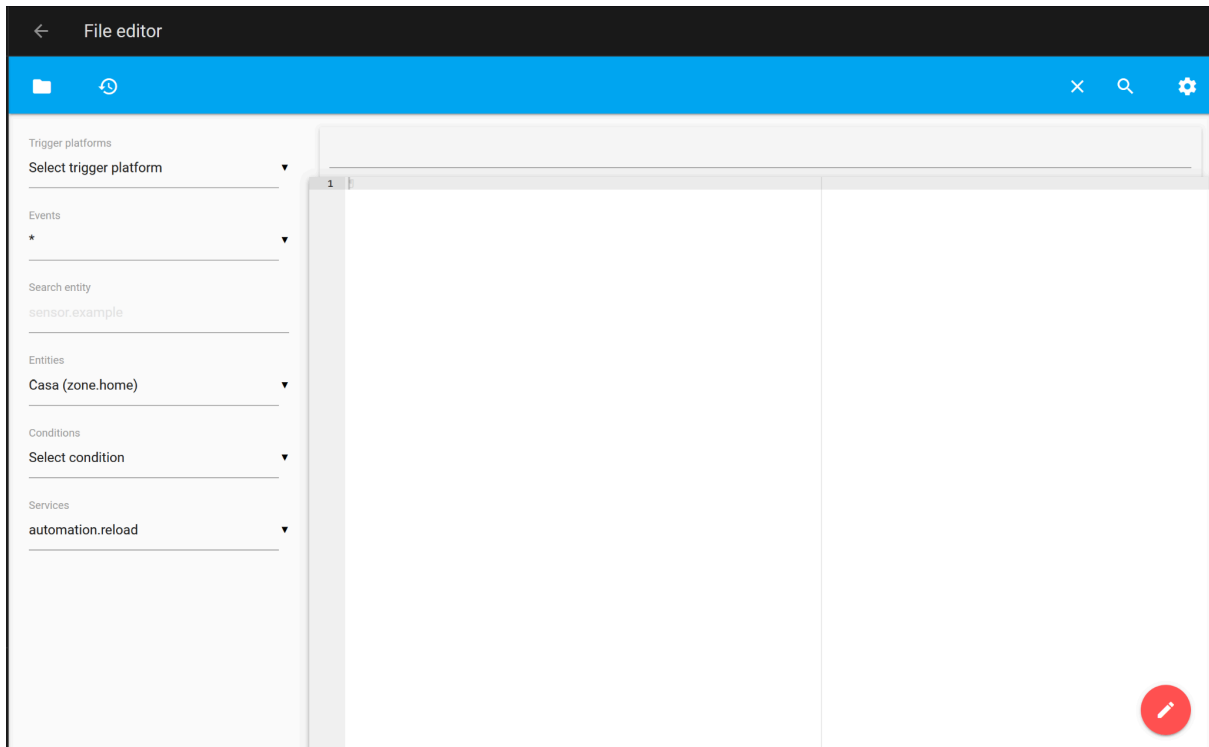 File editor
Trigger platforms
Select trigger platform
Events
*
Search entity
sensor.example
Entities
Casa (zone.home)
Conditions
Select condition
Services
automation.reload
1